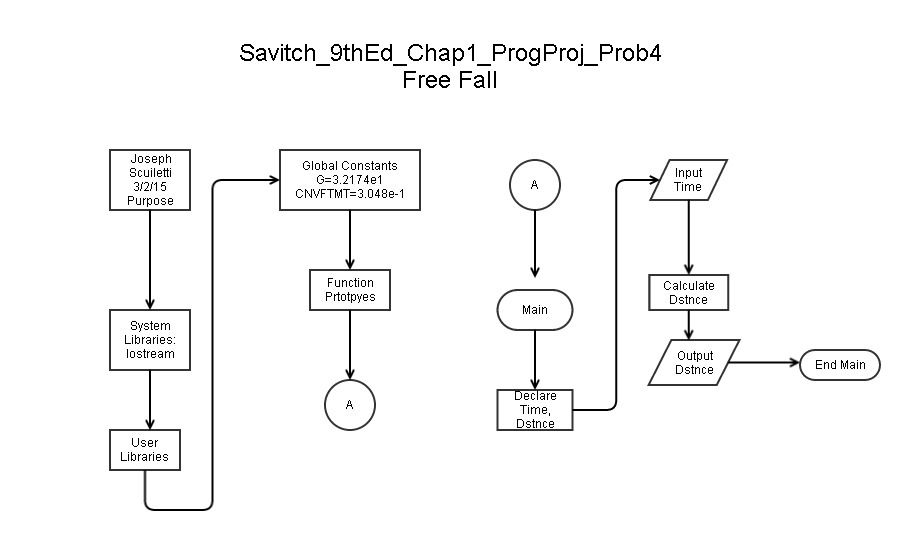 Savitch_9thEd_Chap1_ProgProj_Prob4
Free Fall
Joseph
Scuiletti
3/2/15
Purpose
System
Libraries:
Iostream
User
Libraries
Global Constants
G=3.2174e1
CNVFTMT=3.048e-1
Function
Prtotpyes
A
A
Main
Declare
Time,
Dstnce
Input
Time
Calculate
Dstnce
Output
Dstnce
End Main